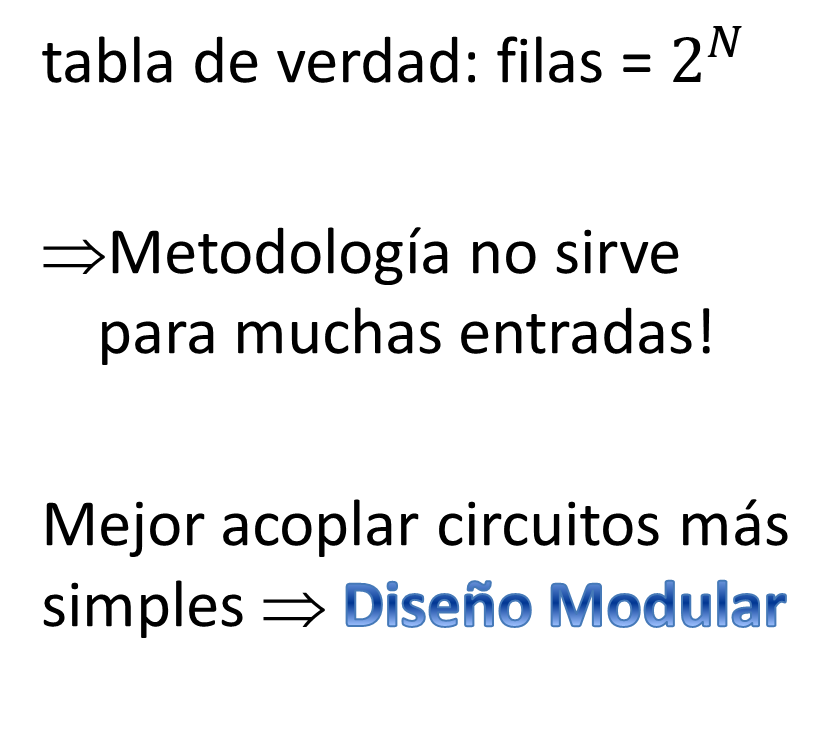 tabla de verdad: filas = 2^N
⇒Metodología no sirve
para muchas entradas!
Mejor acoplar circuitos más
simples ⇒ Diseño Modular